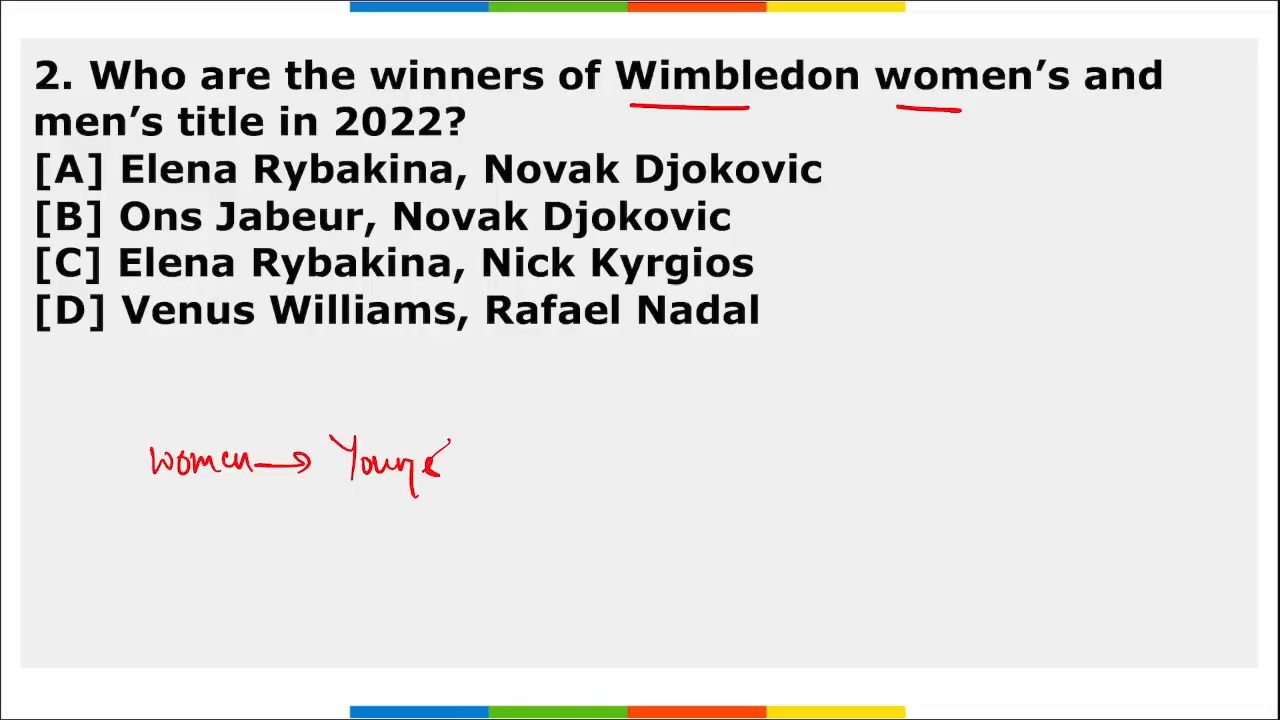 2. Who are the winners of Wimbledon women’s and
men’s title in 2022?
[A] Elena Rybakina, Novak Djokovic
[B] Ons Jabeur, Novak Djokovic
[C] Elena Rybakina, Nick Kyrgios
[D] Venus Williams, Rafael Nadal
women →